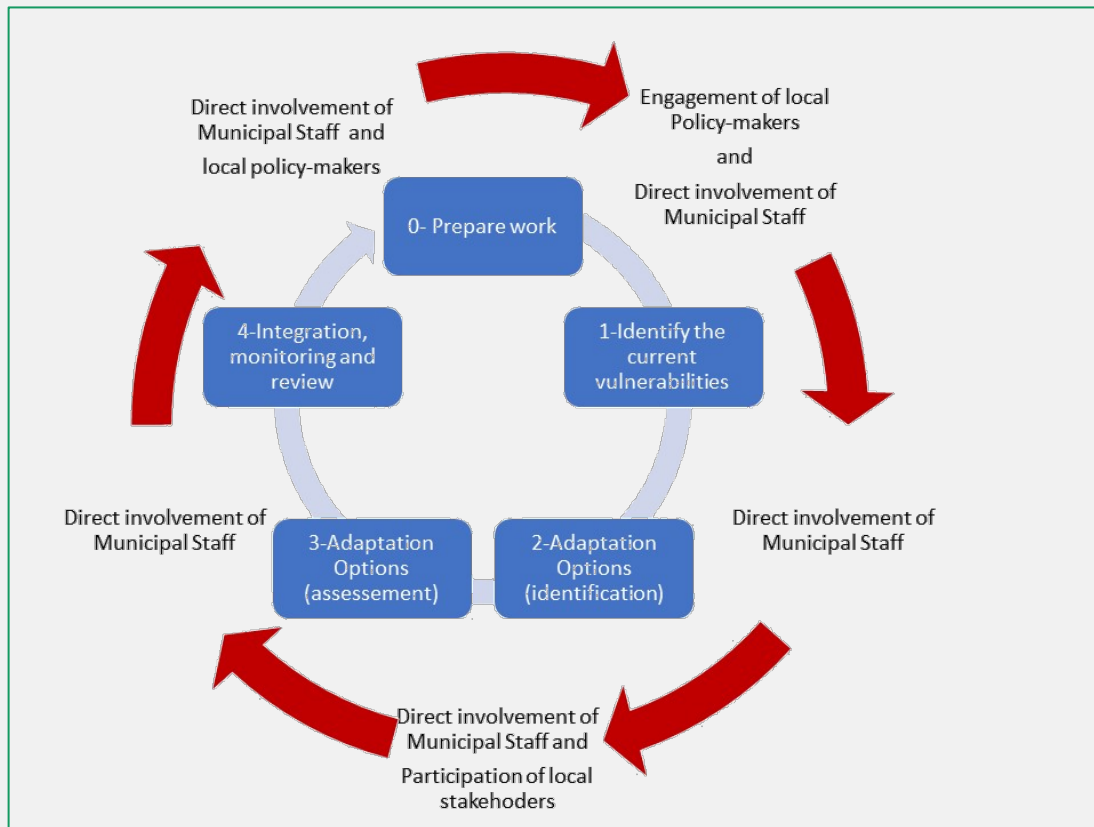 Direct involvement of
Municipal Staff and
local policy-makers
Engagement of local
Policy-makers
and
Direct involvement of
Municipal Staff
0- Prepare work
4-Integration,
monitoring and
review
1-Identify the
current
vulnerabilities
Direct involvement of
Municipal Staff
3-Adaptation
Options
(assessement)
2-Adaptation
Options
(identification)
Direct involvement of
Municipal Staff
Direct involvement of
Municipal Staff and
Participation of local
stakehoders